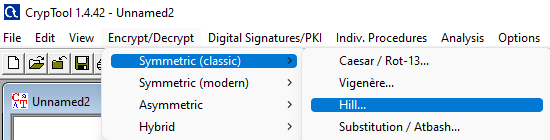 CrypTool 1.4.42 - Unnamed2
File Edit View Encrypt/Decrypt Digital Signatures/PKI Indiv. Procedures Analysis Options
Symmetric (classic) > Caesar / Rot-13...
Symmetric (modern) > Vigenère...
Unnamed2 Asymmetric > Hill...
Hybrid > Substitution / Atbash...